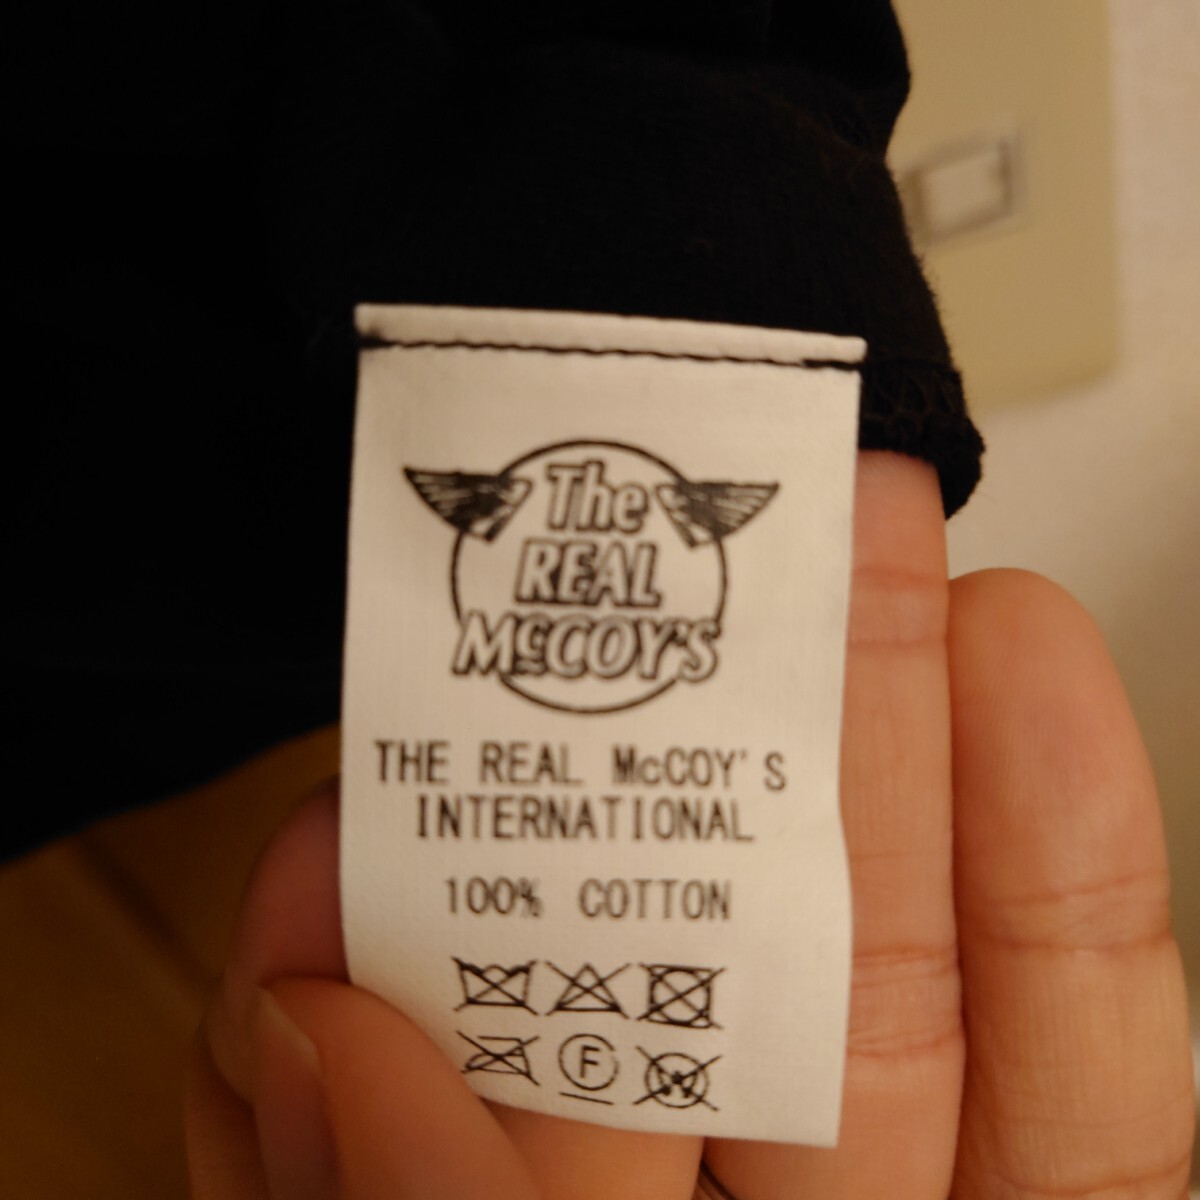 The
REAL
McCOY'S
THE REAL McCOY'S
INTERNATIONAL
100% COTTON
F
W